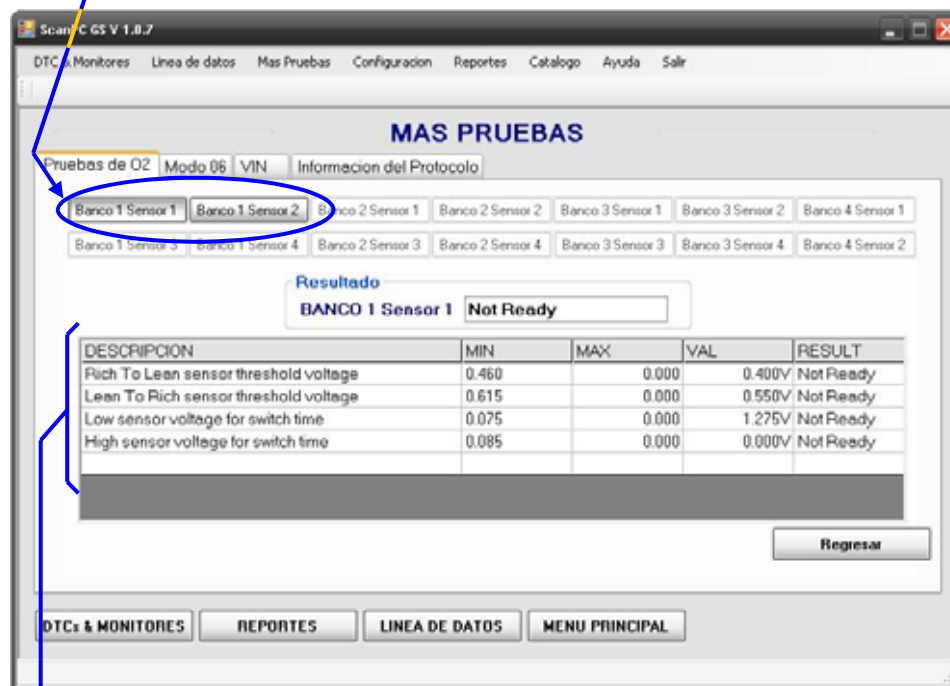 ScanPC GS V 1.0.7
DTC & Monitores Linea de datos Mas Pruebas Configuracion Reportes Catalogo Ayuda Salir
MAS PRUEBAS
Pruebas de O2 Modo 06 VIN Informacion del Protocolo
Banco 1 Sensor 1 Banco 1 Sensor 2 Banco 2 Sensor 1 Banco 2 Sensor 2 Banco 3 Sensor 1 Banco 3 Sensor 2 Banco 4 Sensor 1
Banco 1 Sensor 3 Banco 1 Sensor 4 Banco 2 Sensor 3 Banco 2 Sensor 4 Banco 3 Sensor 3 Banco 3 Sensor 4 Banco 4 Sensor 2
Resultado
BANCO 1 Sensor 1 Not Ready
DESCRIPCION MIN MAX VAL RESULT
Rich To Lean sensor threshold voltage 0.460 0.000 0.400V Not Ready
Lean To Rich sensor threshold voltage 0.615 0.000 0.550V Not Ready
Low sensor voltage for switch time 0.075 0.000 1.275V Not Ready
High sensor voltage for switch time 0.085 0.000 0.000V Not Ready
Regresar
DTCs & MONITORES REPORTES LINEA DE DATOS MENU PRINCIPAL